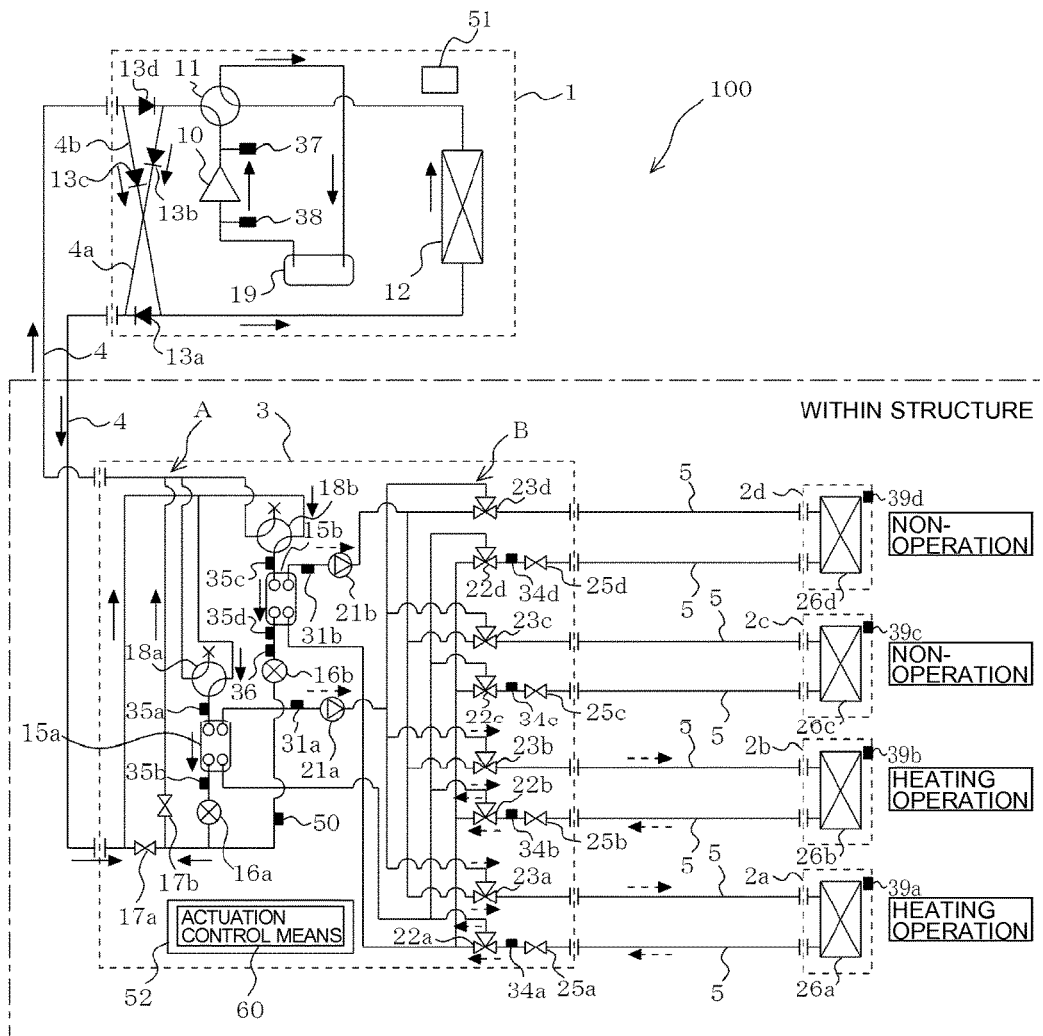 51
13d
11
1
100
4b
10
37
13c
13b
38
4a
19
12
13a
4
4
A
3
B
WITHIN STRUCTURE
18b
23d
5
2d
39d
15b
NON-
OPERATION
35c
21b
22d
34d
25d
5
26d
35d
31b
23c
5
2c
39c
18a
36
16b
NON-
OPERATION
35a
22c
34c
25c
5
26c
15a
31a
21a
23b
5
2b
39b
35b
22b
HEATING
OPERATION
50
34b
25b
5
26b
17b
16a
23a
5
2a
39a
17a
ACTUATION
CONTROL MEANS
22a
HEATING
OPERATION
52
60
34a
25a
5
26a